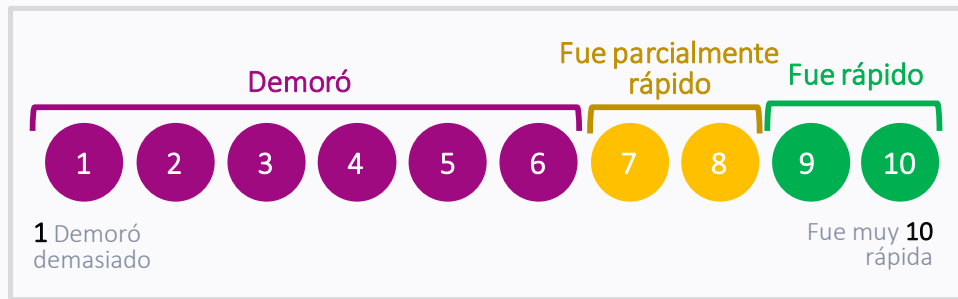 Demoró
Fue parcialmente
rápido
Fue rápido
1 2 3 4 5 6 7 8 9 10
1 Demoró
demasiado
Fue muy 10
rápida